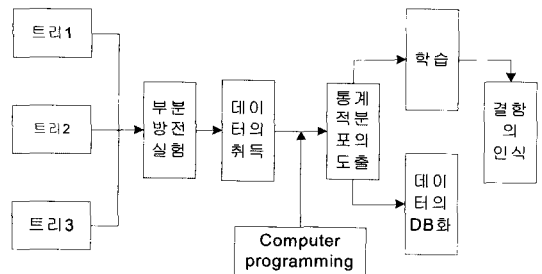 트리1
트리2
트리3
부분
방전
실험
데이
터의
취득
Computer
programming
통계
적분
포의
도출
학습
데이
터의
DB화
결함
의
인식